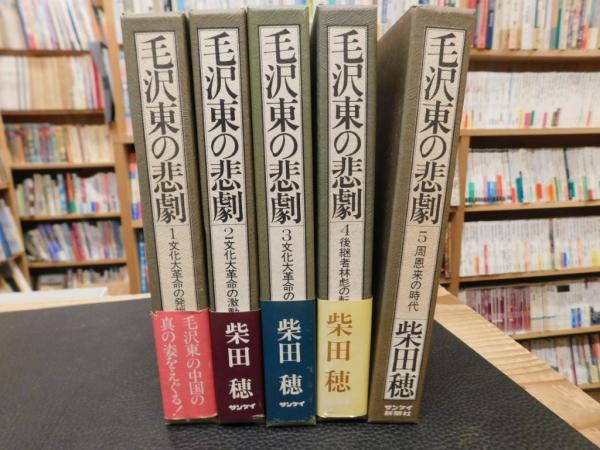 毛沢東の悲劇
1 文化大革命の発
毛沢東の中国の
真の姿をえぐる!
毛沢東の悲劇
2 文化大革命の激動
柴田穂
サンケイ
毛沢東の悲劇
3 文化大革命の
柴田穂
サンケイ
毛沢東の悲劇
4 後継者林彪の転
柴田穂
毛沢東の悲劇
5 周恩来の時代
柴田穂
サンケイ
新聞社